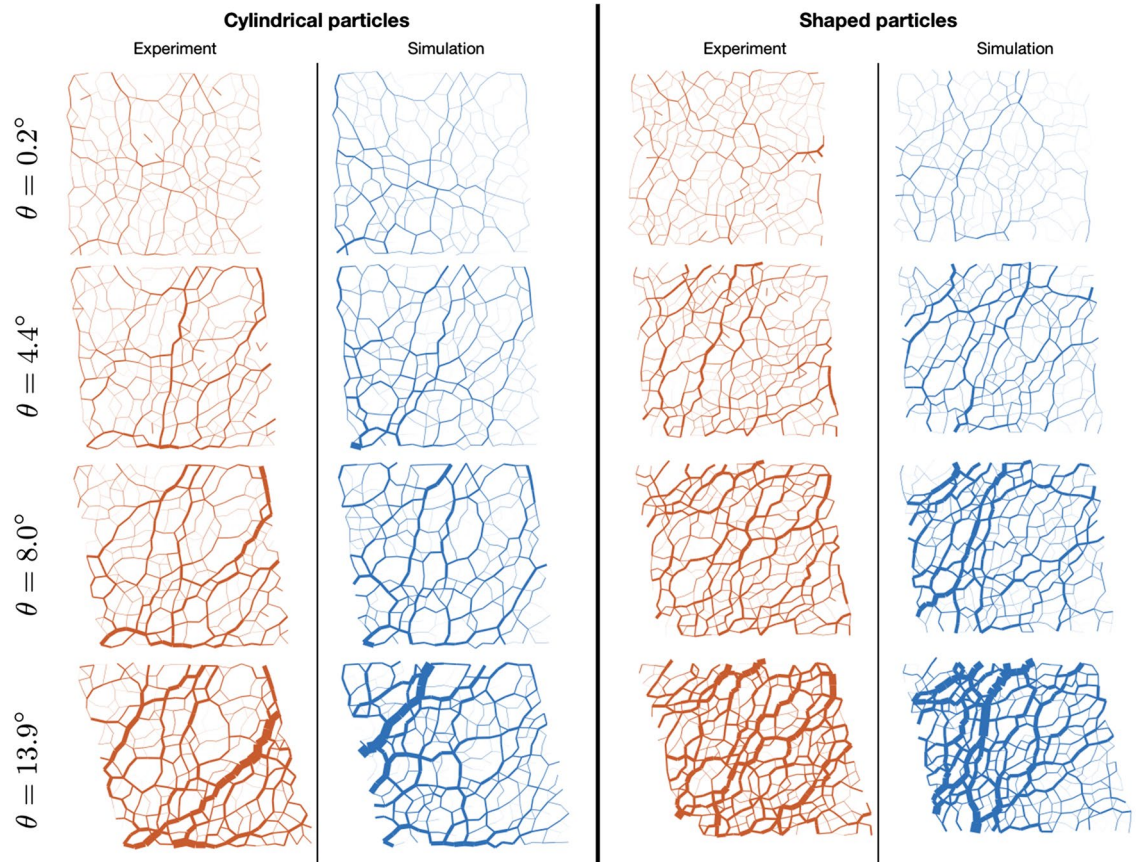 Cylindrical particles
Shaped particles
Experiment
Simulation
Experiment
Simulation
θ = 0.2°
θ = 4.4°
θ = 8.0°
θ = 13.9°